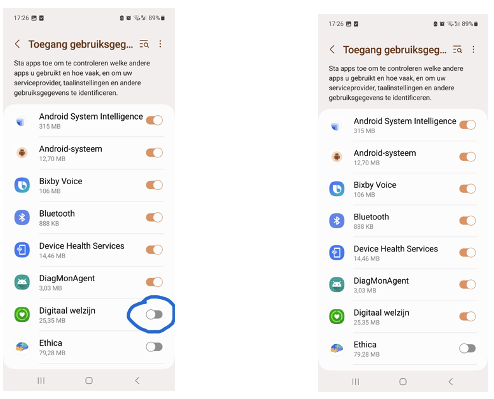 17:26
89%
Toegang gebruiksgeg...
Sta apps toe om te controleren welke andere
apps u gebruikt en hoe vaak, en om uw
serviceprovider, taalinstellingen en andere
gebruiksgegevens te identificeren.
Android System Intelligence
315 MB
Android-systeem
12,70 MB
Bixby Voice
106 MB
Bluetooth
888 KB
Device Health Services
14,46 MB
DiagMonAgent
3,03 MB
Digitaal welzijn
25,35 MB
Ethica
79,28 MB
17:26
89%
Toegang gebruiksgeg...
Sta apps toe om te controleren welke andere
apps u gebruikt en hoe vaak, en om uw
serviceprovider, taalinstellingen en andere
gebruiksgegevens te identificeren.
Android System Intelligence
315 MB
Android-systeem
12,70 MB
Bixby Voice
106 MB
Bluetooth
888 KB
Device Health Services
14,46 MB
DiagMonAgent
3,03 MB
Digitaal welzijn
25,35 MB
Ethica
79,28 MB